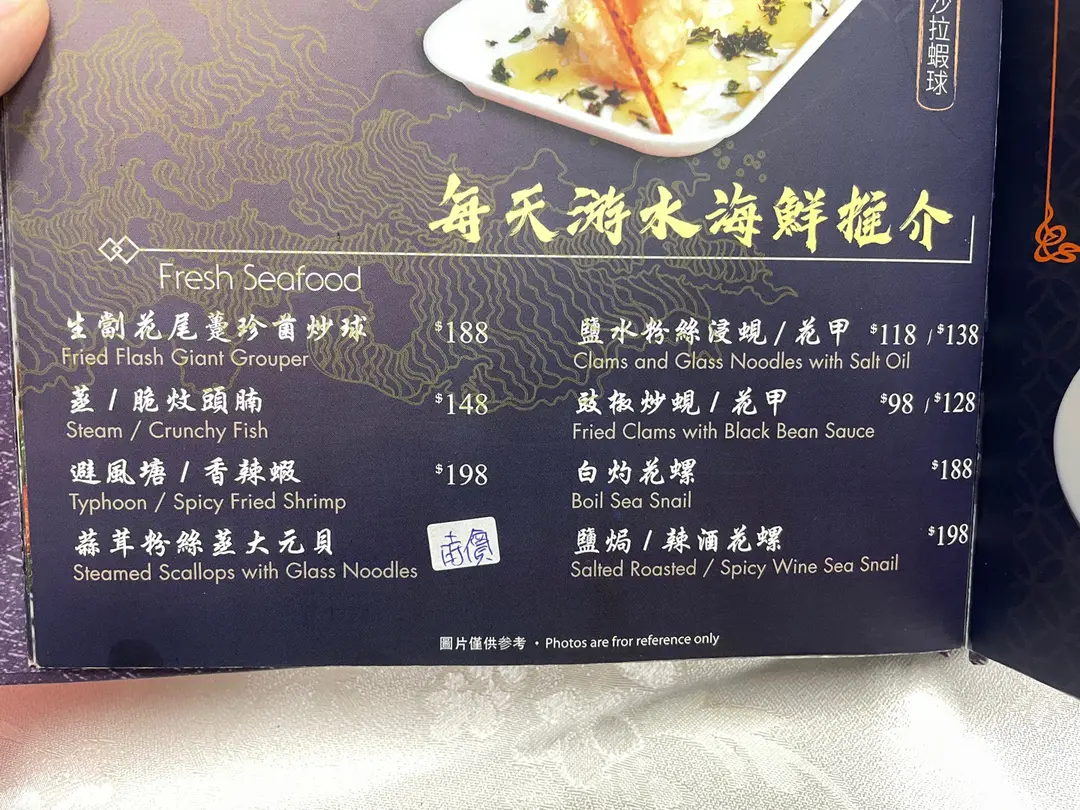 沙拉蝦球
每天游水海鮮推介
Fresh Seafood
生劏花尾躉珍菌炒球 $188
Fried Flash Giant Grouper
蒸 / 脆炆頭腩 $148
Steam / Crunchy Fish
避風塘 / 香辣蝦 $198
Typhoon / Spicy Fried Shrimp
蒜茸粉絲蒸大元貝
Steamed Scallops with Glass Noodles
鹽水粉絲浸蜆 / 花甲 $118 / $138
Clams and Glass Noodles with Salt Oil
豉椒炒蜆 / 花甲 $98 / $128
Fried Clams with Black Bean Sauce
白灼花螺 $188
Boil Sea Snail
鹽焗 / 辣酒花螺 $198
Salted Roasted / Spicy Wine Sea Snail
圖片僅供參考 • Photos are fror reference only